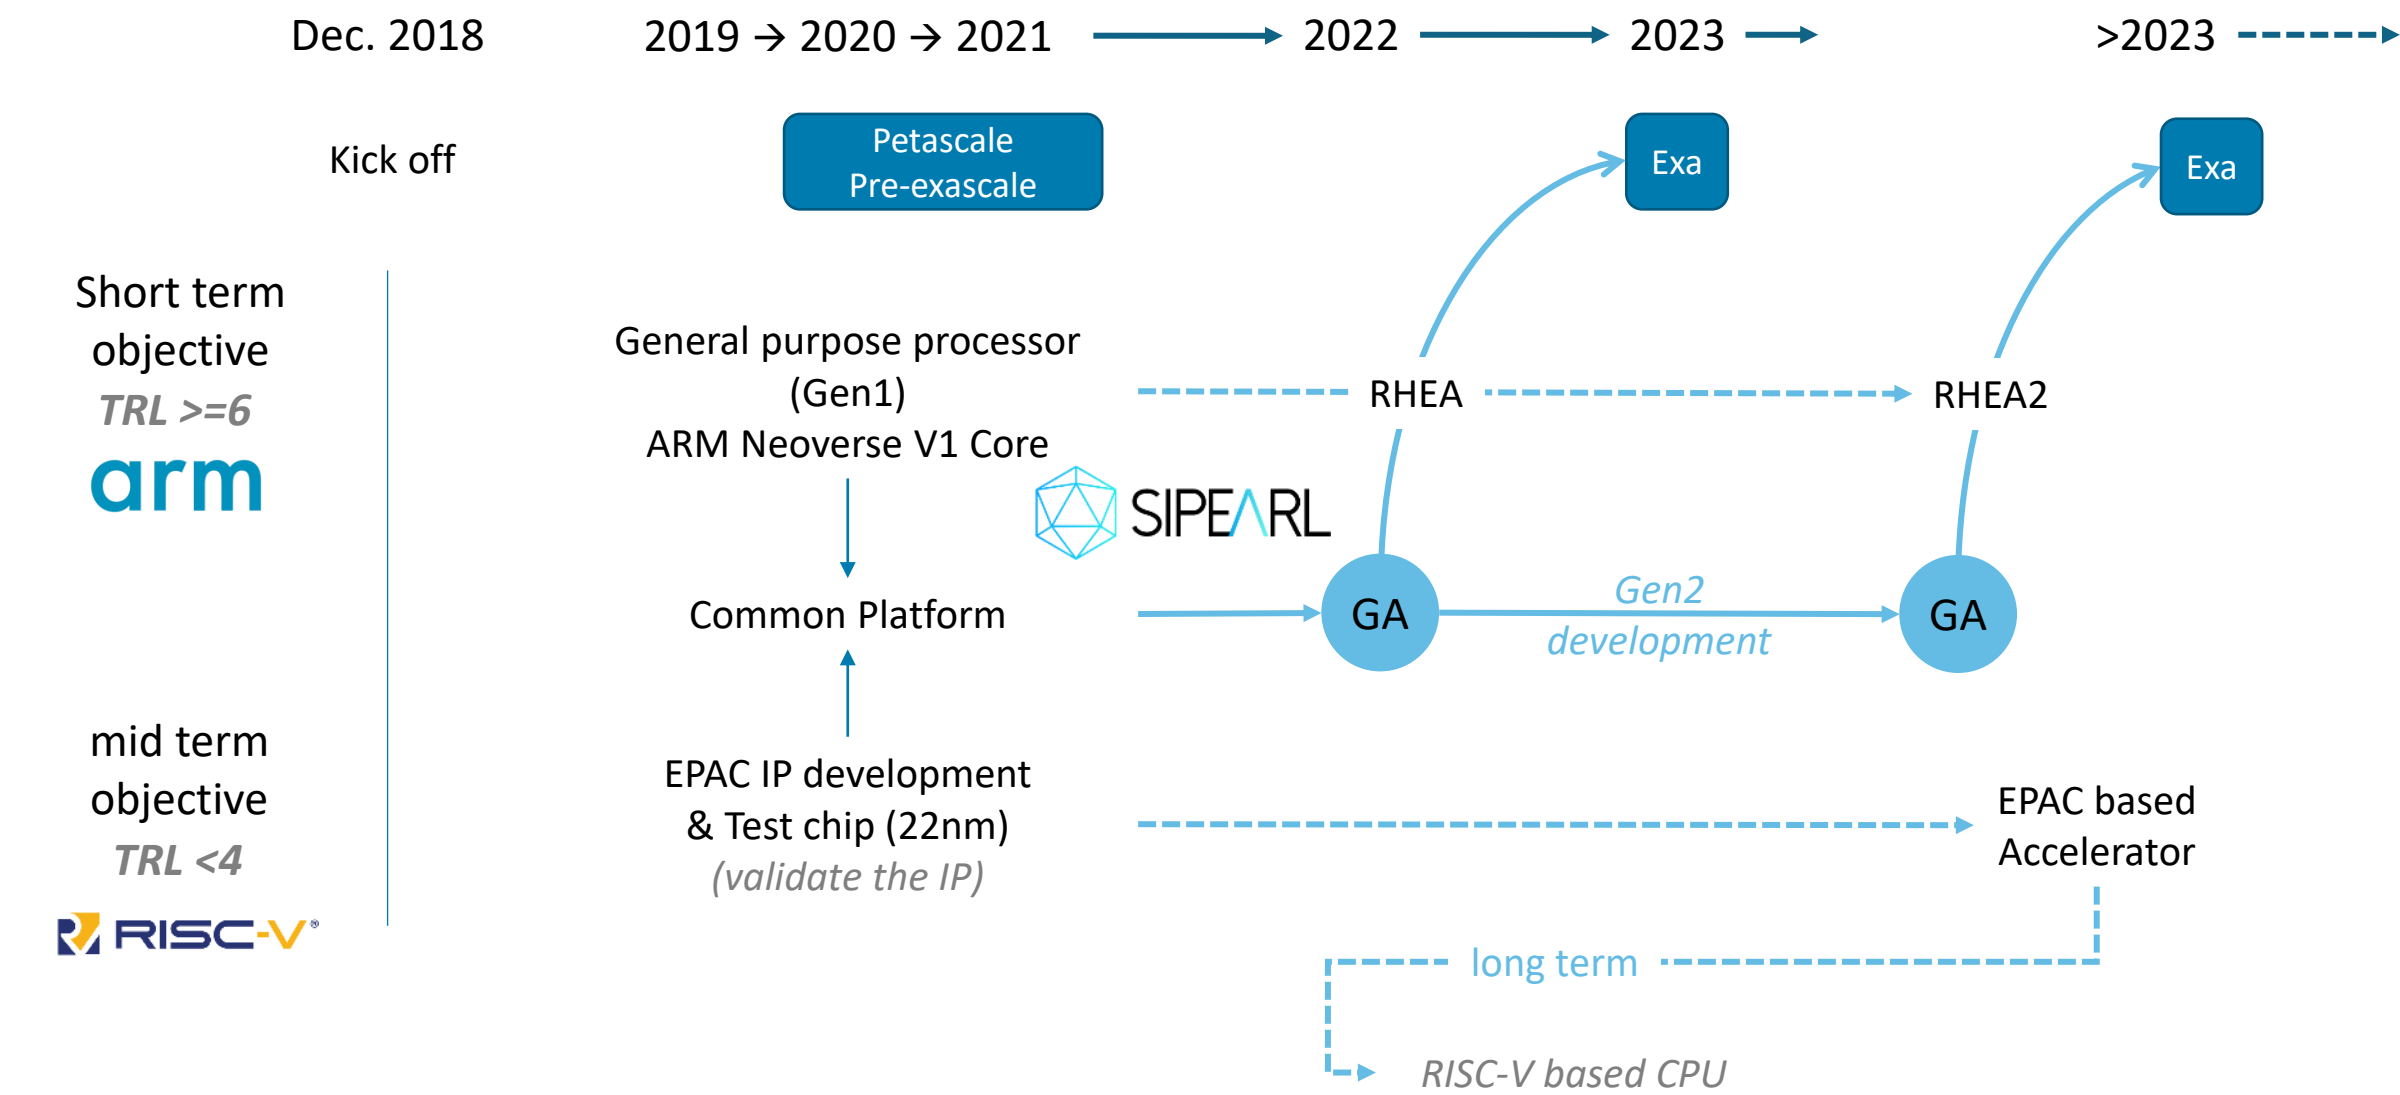 Dec. 2018
2019 → 2020 → 2021
2022
2023
>2023
Kick off
Petascale
Pre-exascale
Exa
Exa
Short term
objective
TRL >=6
arm
General purpose processor
(Gen1)
ARM Neoverse V1 Core
RHEA
RHEA2
SIPEARL
Common Platform
GA
Gen2
development
GA
mid term
objective
TRL <4
RISC-V®
EPAC IP development
& Test chip (22nm)
(validate the IP)
EPAC based
Accelerator
long term
RISC-V based CPU